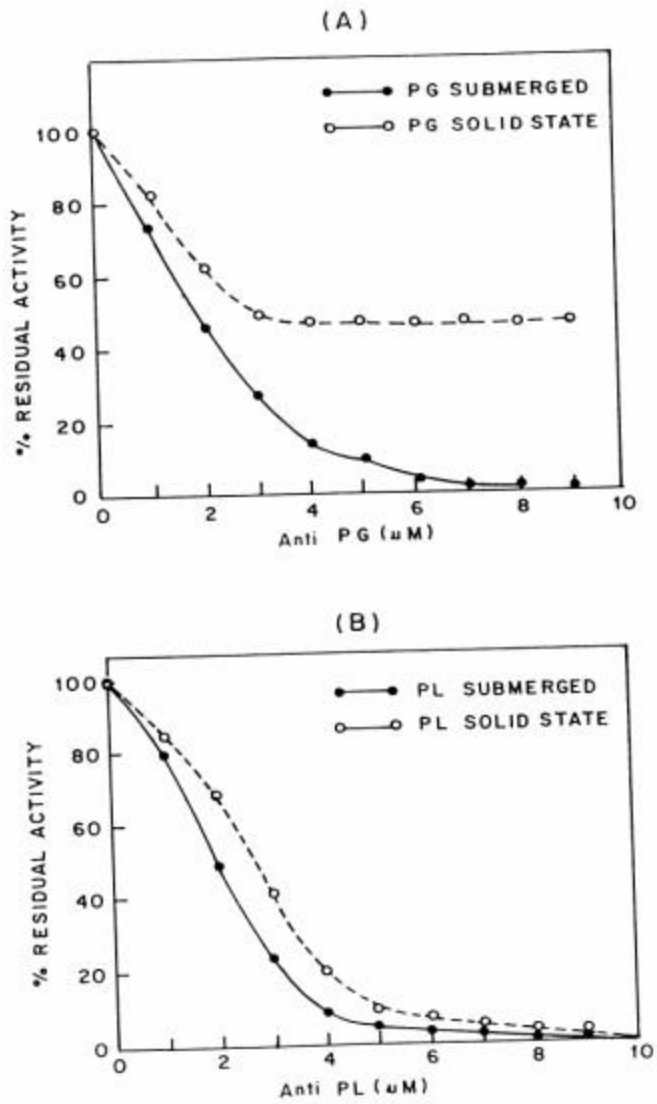 (A)
PG SUBMERGED
PG SOLID STATE
100
80
60
40
20
0
% RESIDUAL ACTIVITY
0 2 4 6 8 10
Anti PG (µM)
(B)
PL SUBMERGED
PL SOLID STATE
100
80
60
40
20
0
% RESIDUAL ACTIVITY
0 2 4 6 8 10
Anti PL (µM)